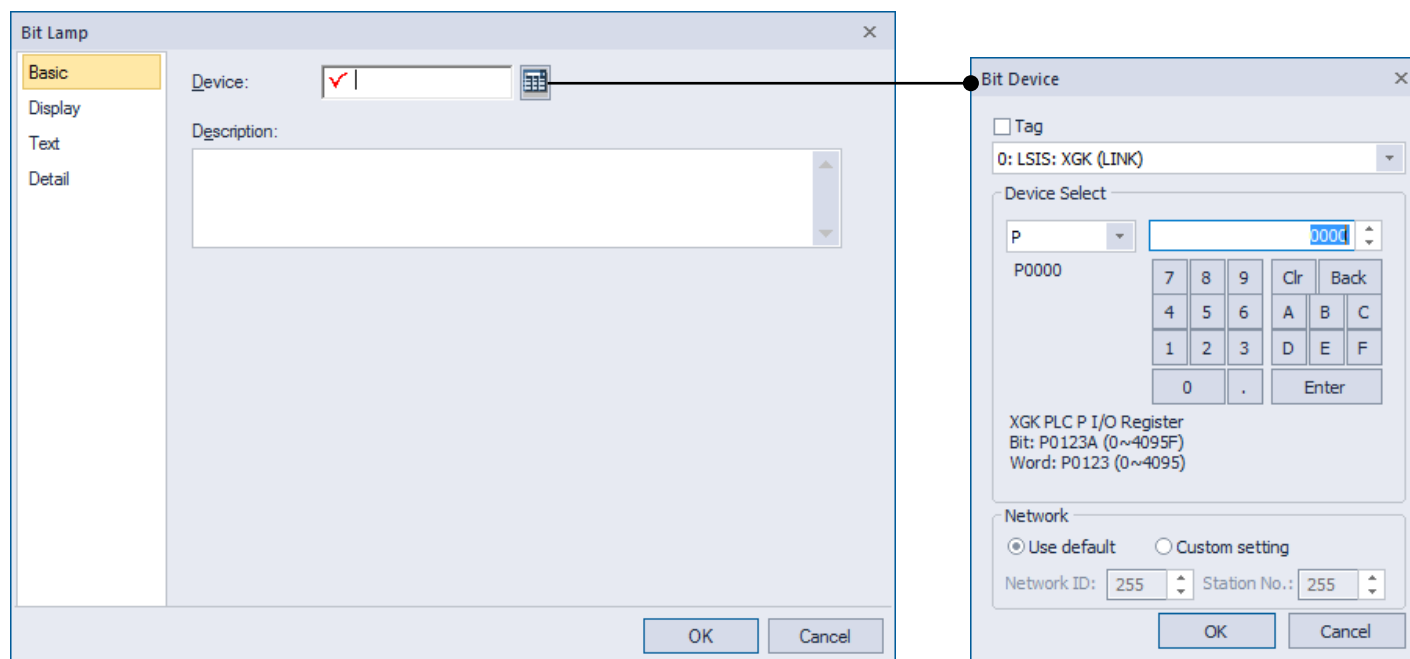 Bit Lamp
Basic
Display
Text
Detail
Device:
Description:
OK Cancel
Bit Device
Tag
0: LSIS: XGK (LINK)
Device Select
P 0000
P0000
7 8 9 Clr Back
4 5 6 A B C
1 2 3 D E F
0 . Enter
XGK PLC P I/O Register
Bit: P0123A (0~4095F)
Word: P0123 (0~4095)
Network
Use default Custom setting
Network ID: 255 Station No.: 255
OK Cancel